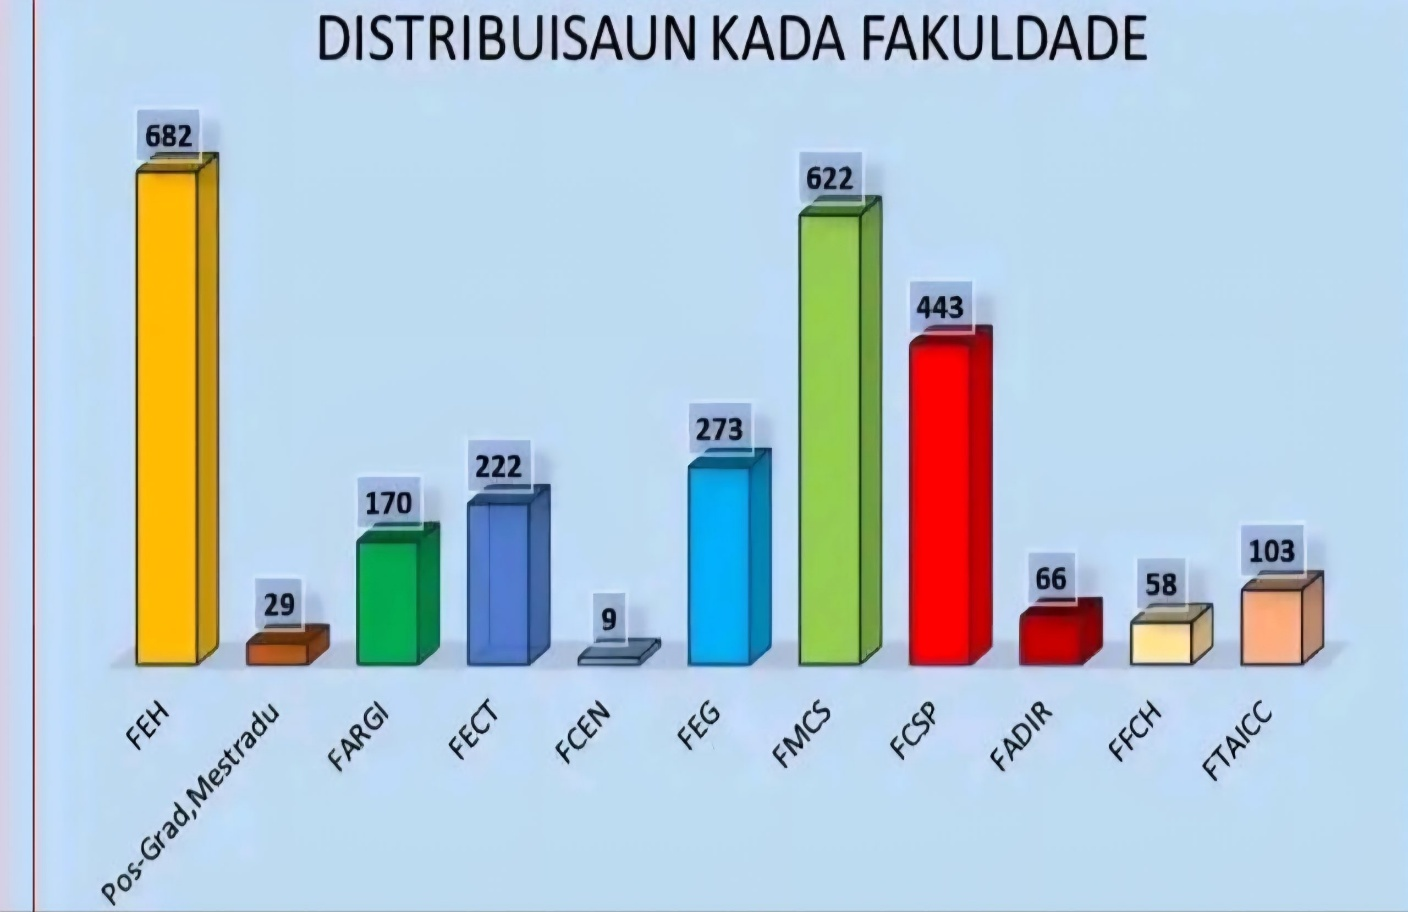 DISTRIBUISAUN KADA FAKULDADE
682
29
170
222
9
273
622
443
66
58
103
FEH
Pos-Grad,Mestradu
FARGI
FECT
FCEN
FEG
FMCS
FCSP
FADIR
FFCH
FTAICC